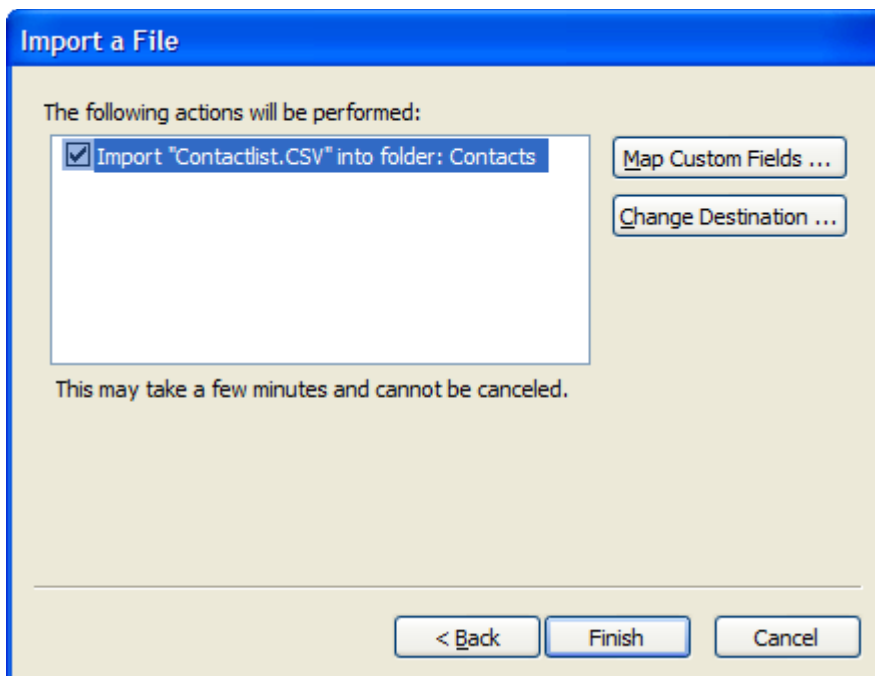 Import a File
The following actions will be performed:
Import "Contactlist.CSV" into folder: Contacts
Map Custom Fields ...
Change Destination ...
This may take a few minutes and cannot be canceled.
< Back
Finish
Cancel